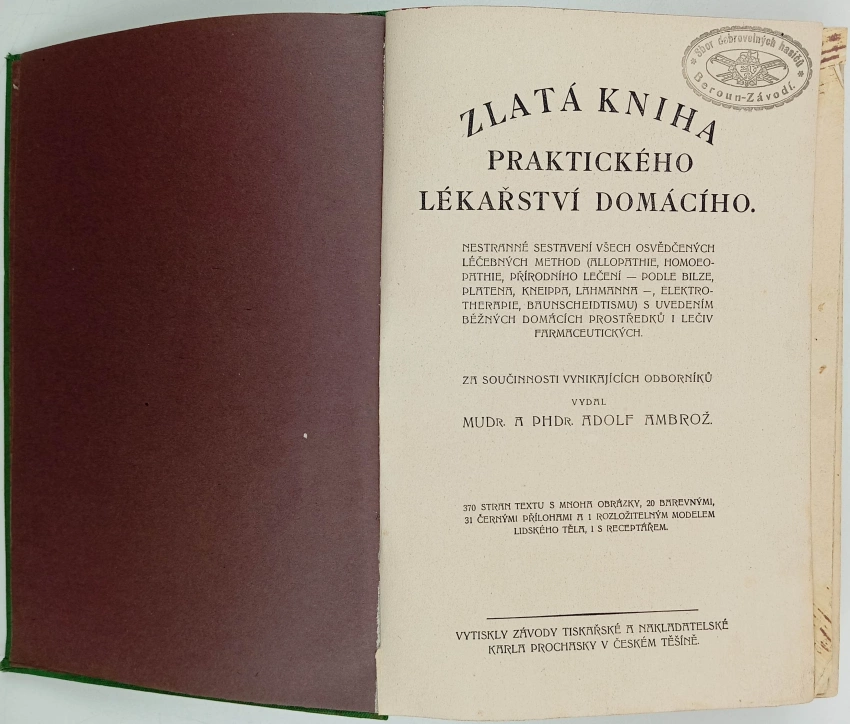 Sbor dobrovolných hasičů
Beroun-Závodí.
ZLATÁ KNIHA
PRAKTICKÉHO
LÉKAŘSTVÍ DOMÁCÍHO.
NESTRANNÉ SESTAVENÍ VŠECH OSVĚDČENÝCH
LÉČEBNÝCH METHOD (ALLOPATHIE, HOMOEO-
PATHIE, PŘÍRODNÍHO LEČENÍ — PODLE BILZE,
PLATENA, KNEIPPA, LAHMANNA —, ELEKTRO-
THERAPIE, BAUNSCHEIDTISMU) S UVEDENÍM
BĚŽNÝCH DOMÁCÍCH PROSTŘEDKŮ I LEČIV
FARMACEUTICKÝCH.
ZA SOUČINNOSTI VYNIKAJÍCÍCH ODBORNÍKŮ
VYDAL
MUDR. A PHDR. ADOLF AMBROŽ.
370 STRAN TEXTU S MNOHA OBRÁZKY, 20 BAREVNÝMI,
31 ČERNÝMI PŘÍLOHAMI A 1 ROZLOŽITELNÝM MODELEM
LIDSKÉHO TĚLA, I S RECEPTÁŘEM.
VYTISKLY ZÁVODY TISKAŘSKÉ A NAKLADATELSKÉ
KARLA PROCHASKY V ČESKÉM TĚŠÍNĚ.